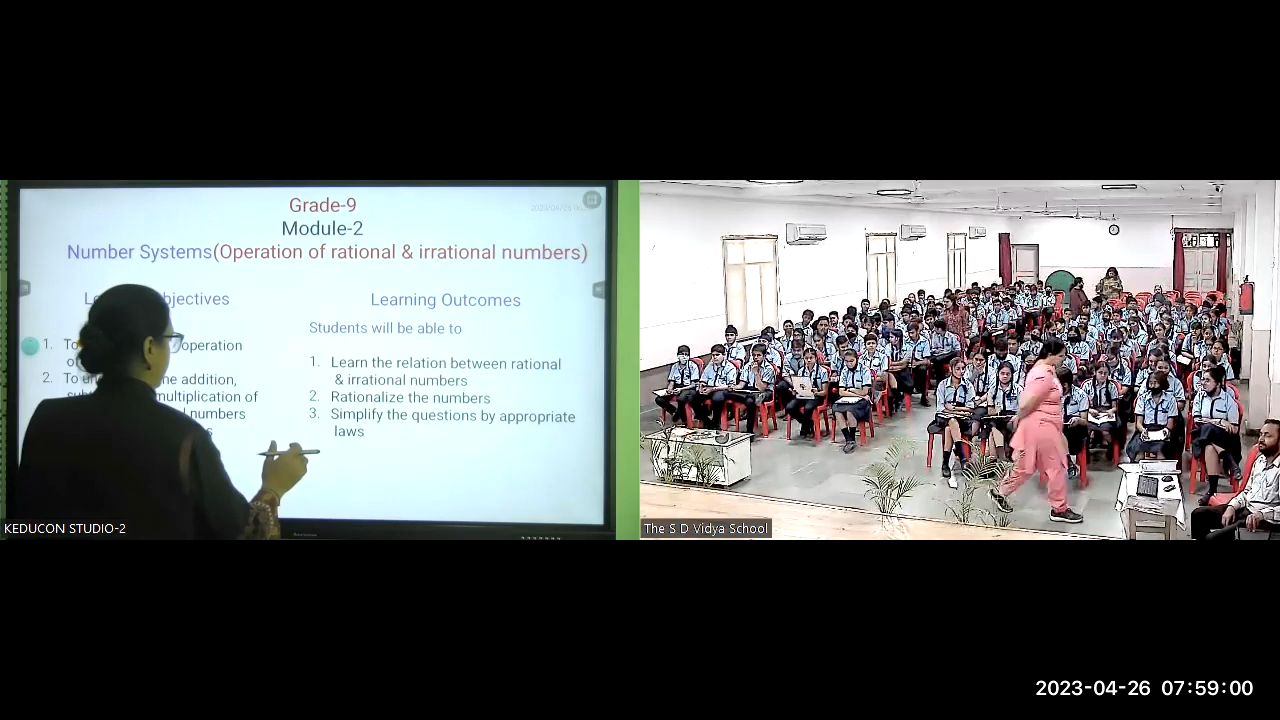 Grade-9
Module-2
Number Systems(Operation of rational & irrational numbers)
Learning Outcomes
Students will be able to
1. Learn the relation between rational
& irrational numbers
2. Rationalize the numbers
3. Simplify the questions by appropriate
laws
bjectives
1. To operation
2. To ne addition,
multiplication of
numbers
KEDUCON STUDIO-2
The S D Vidya School
2023-04-26 07:59:00